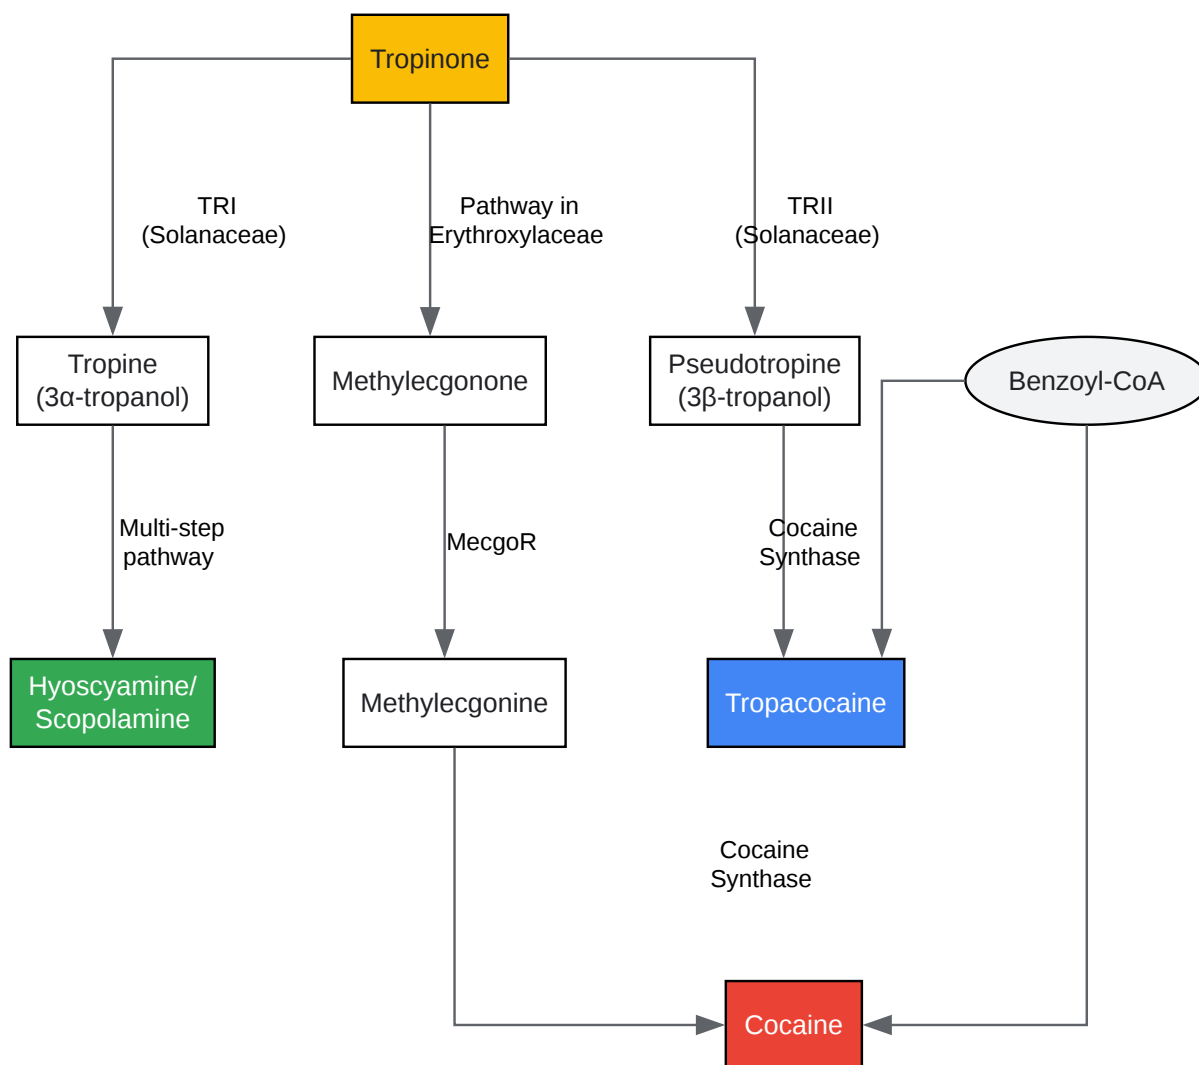 Tropinone
TRI
(Solanaceae)
Pathway in
Erythroxylaceae
TRII
(Solanaceae)
Tropine
(3α-tropanol)
Methylecgonone
Pseudotropine
(3β-tropanol)
Benzoyl-CoA
Multi-step
pathway
MecgoR
Cocaine
Synthase
Hyoscyamine/
Scopolamine
Methylecgonine
Tropacocaine
Cocaine
Synthase
Cocaine